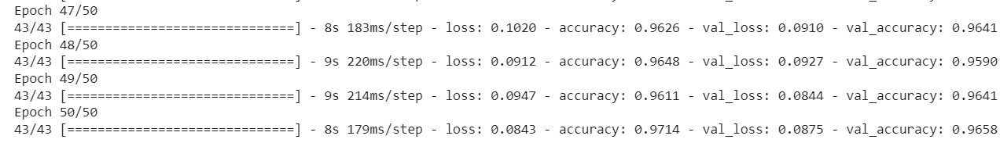 Epoch 47/50
43/43 [==============================] - 8s 183ms/step - loss: 0.1020 - accuracy: 0.9626 - val_loss: 0.0910 - val_accuracy: 0.9641
Epoch 48/50
43/43 [==============================] - 9s 220ms/step - loss: 0.0912 - accuracy: 0.9648 - val_loss: 0.0927 - val_accuracy: 0.9590
Epoch 49/50
43/43 [==============================] - 9s 214ms/step - loss: 0.0947 - accuracy: 0.9611 - val_loss: 0.0844 - val_accuracy: 0.9641
Epoch 50/50
43/43 [==============================] - 8s 179ms/step - loss: 0.0843 - accuracy: 0.9714 - val_loss: 0.0875 - val_accuracy: 0.9658